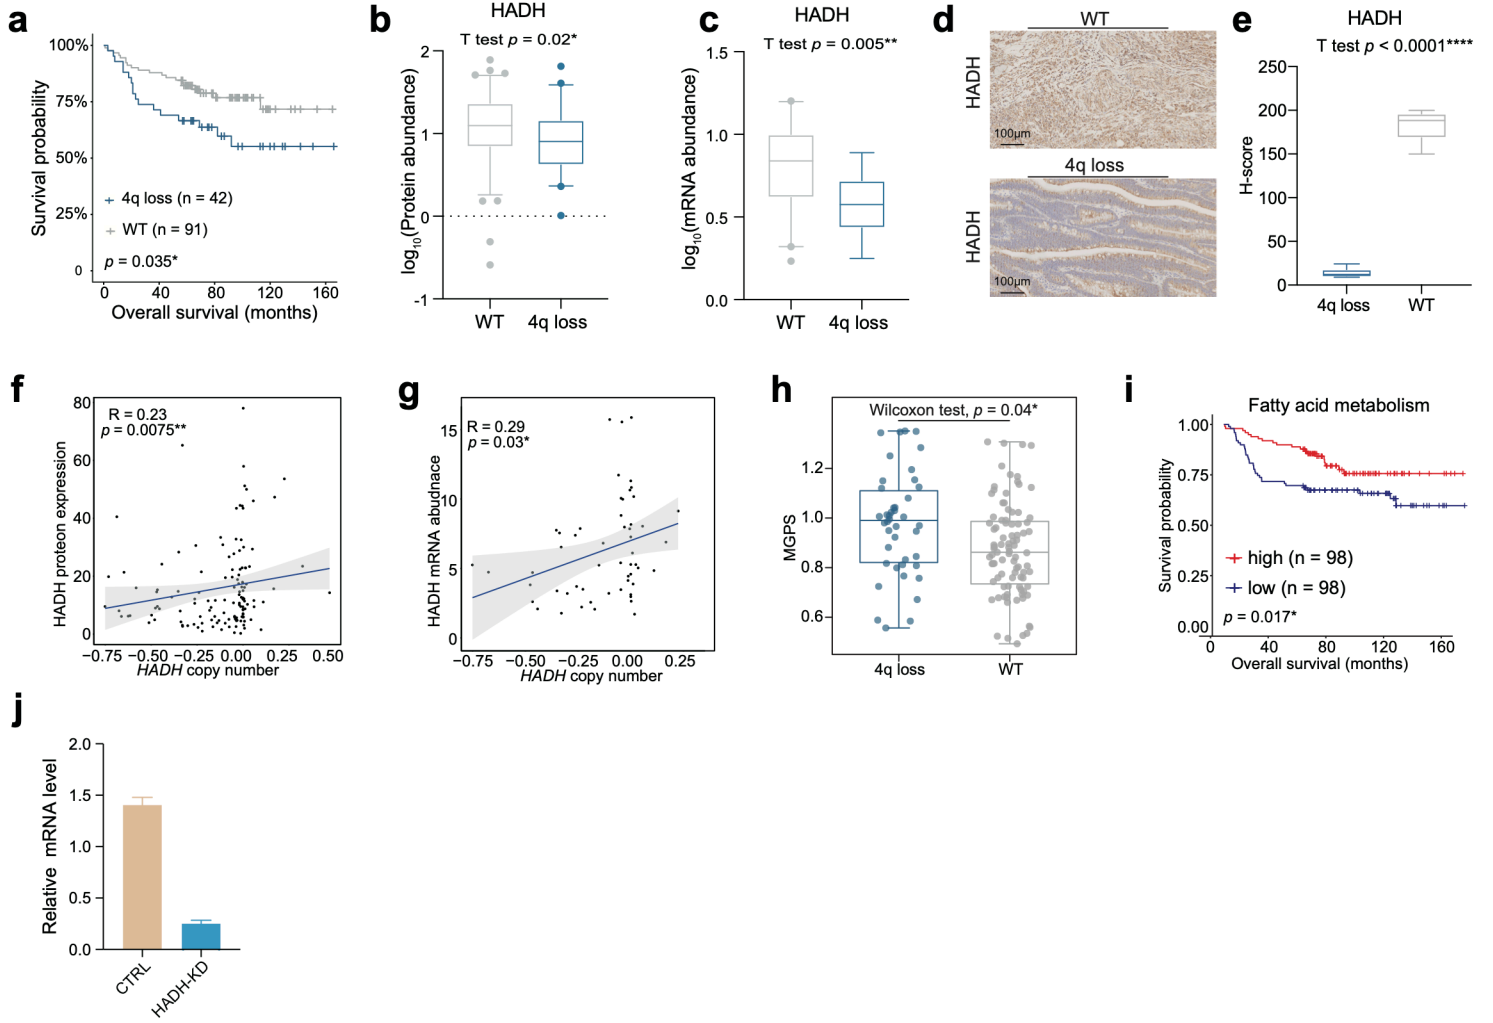 a
100%
75%
50%
25%
0
Survival probability
4q loss (n = 42)
WT (n = 91)
p = 0.035*
0 40 80 120 160
Overall survival (months)
b
HADH
T test p = 0.02*
2
1
0
-1
log10(Protein abundance)
WT 4q loss
c
HADH
T test p = 0.005**
1.5
1.0
0.5
0.0
log10(mRNA abundance)
WT 4q loss
d
WT
HADH
100μm
4q loss
HADH
100μm
e
HADH
T test p < 0.0001****
250
200
150
100
50
0
H-score
4q loss WT
f
80
60
40
20
0
HADH proteon expression
R = 0.23
p = 0.0075**
−0.75 −0.50 −0.25 0.00 0.25 0.50
HADH copy number
g
15
10
5
0
HADH mRNA abudnace
R = 0.29
p = 0.03*
−0.75 −0.50 −0.25 0.00 0.25
HADH copy number
h
Wilcoxon test, p = 0.04*
1.2
1.0
0.8
0.6
MGPS
4q loss WT
i
Fatty acid metabolism
1.00
0.75
0.50
0.25
0.00
Survival probability
high (n = 98)
low (n = 98)
p = 0.017*
0 40 80 120 160
Overall survival (months)
j
2.0
1.5
1.0
0.5
0.0
Relative mRNA level
CTRL
HADH-KD